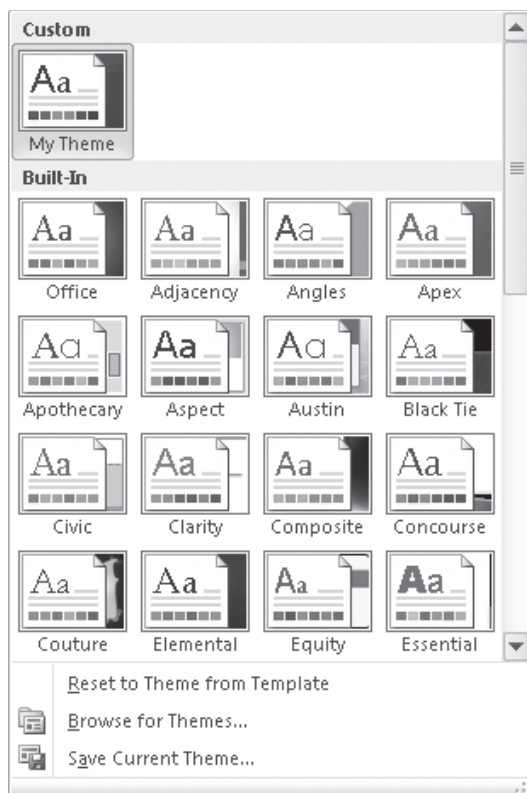 Custom
Aa
My Theme
Built-In
Aa Aa Aa Aa
Office Adjacency Angles Apex
Aa Aa Aa Aa
Apothecary Aspect Austin Black Tie
Aa Aa Aa Aa
Civic Clarity Composite Concourse
Aa Aa Aa Aa
Couture Elemental Equity Essential
Reset to Theme from Template
Browse for Themes...
Save Current Theme...